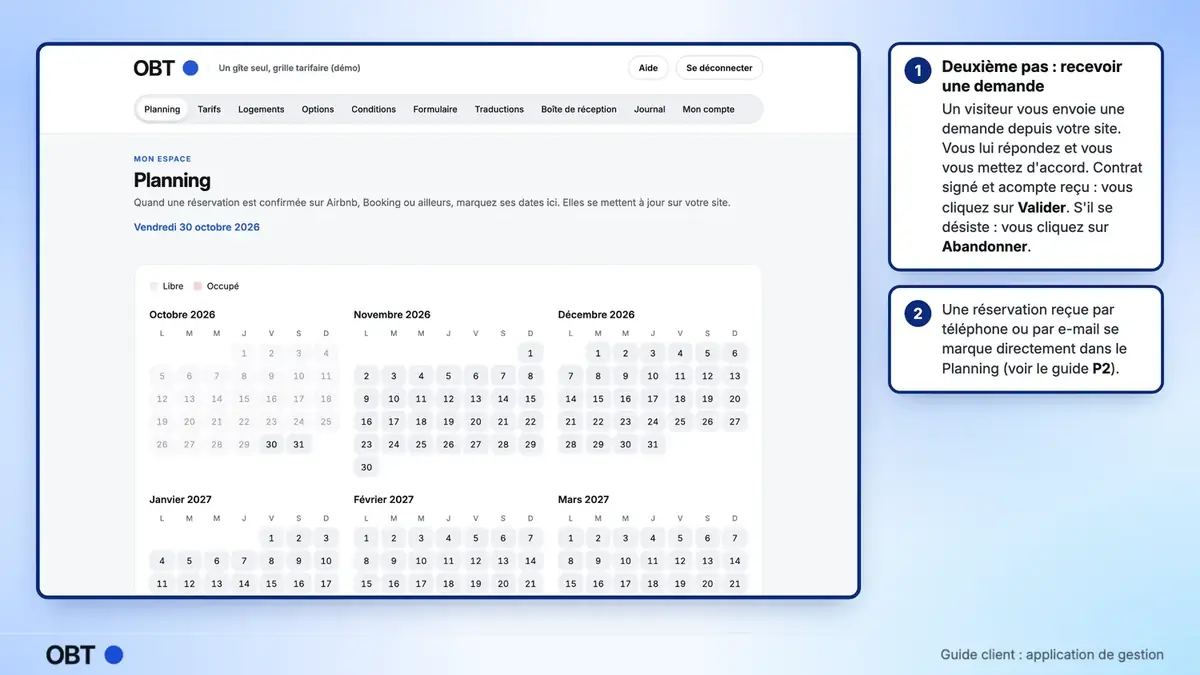 OBT
Un gîte seul, grille tarifaire (démo)
Aide
Se déconnecter
Planning Tarifs Logements Options Conditions Formulaire Traductions Boîte de réception Journal Mon compte
MON ESPACE
Planning
Quand une réservation est confirmée sur Airbnb, Booking ou ailleurs, marquez ses dates ici. Elles se mettent à jour sur votre site.
Vendredi 30 octobre 2026
Libre Occupé
Octobre 2026
L M M J V S D
1 2 3 4
5 6 7 8 9 10 11
12 13 14 15 16 17 18
19 20 21 22 23 24 25
26 27 28 29 30 31
Novembre 2026
L M M J V S D
1
2 3 4 5 6 7 8
9 10 11 12 13 14 15
16 17 18 19 20 21 22
23 24 25 26 27 28 29
30
Décembre 2026
L M M J V S D
1 2 3 4 5 6
7 8 9 10 11 12 13
14 15 16 17 18 19 20
21 22 23 24 25 26 27
28 29 30 31
Janvier 2027
L M M J V S D
1 2 3
4 5 6 7 8 9 10
11 12 13 14 15 16 17
Février 2027
L M M J V S D
1 2 3 4 5 6 7
8 9 10 11 12 13 14
15 16 17 18 19 20 21
Mars 2027
L M M J V S D
1 2 3 4 5 6 7
8 9 10 11 12 13 14
15 16 17 18 19 20 21
1
Deuxième pas : recevoir
une demande
Un visiteur vous envoie une
demande depuis votre site.
Vous lui répondez et vous
vous mettez d'accord. Contrat
signé et acompte reçu : vous
cliquez sur Valider. S'il se
désiste : vous cliquez sur
Abandonner.
2
Une réservation reçue par
téléphone ou par e-mail se
marque directement dans le
Planning (voir le guide P2).
OBT
Guide client : application de gestion